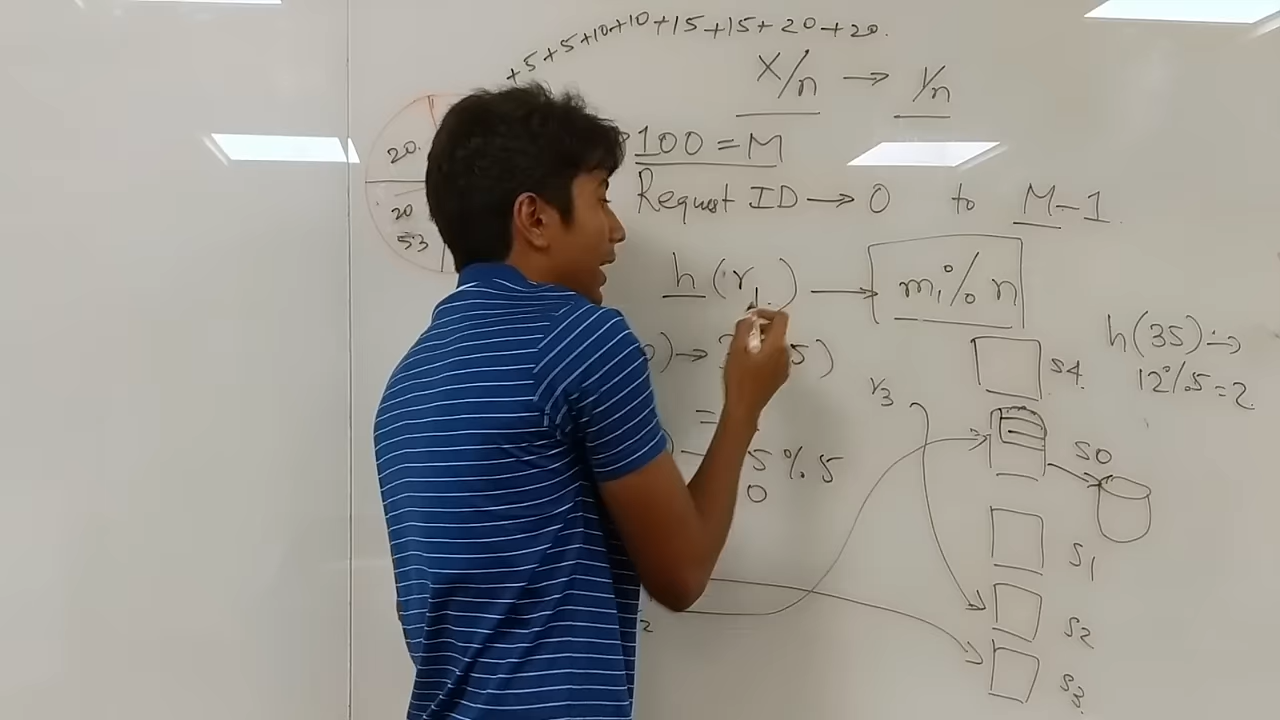 +5+5+10+10+15+15+20+20.
X/n → 1/n
20.
100 = M
Request ID → 0 to M-1
20
53
h(r₁) → m₁%n
h(35) →
12%5=2
S4
r₃
S0
5%5
0
S1
S2
S3